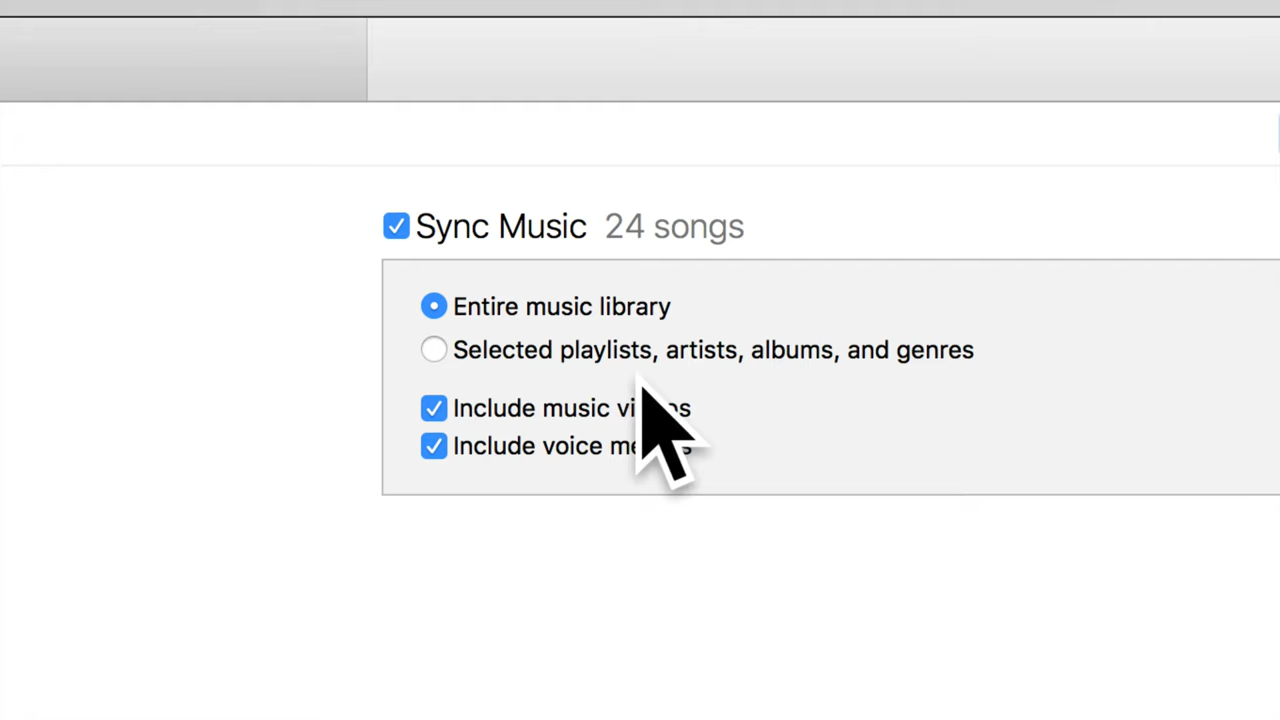 Sync Music 24 songs
Entire music library
Selected playlists, artists, albums, and genres
Include music
Include voice